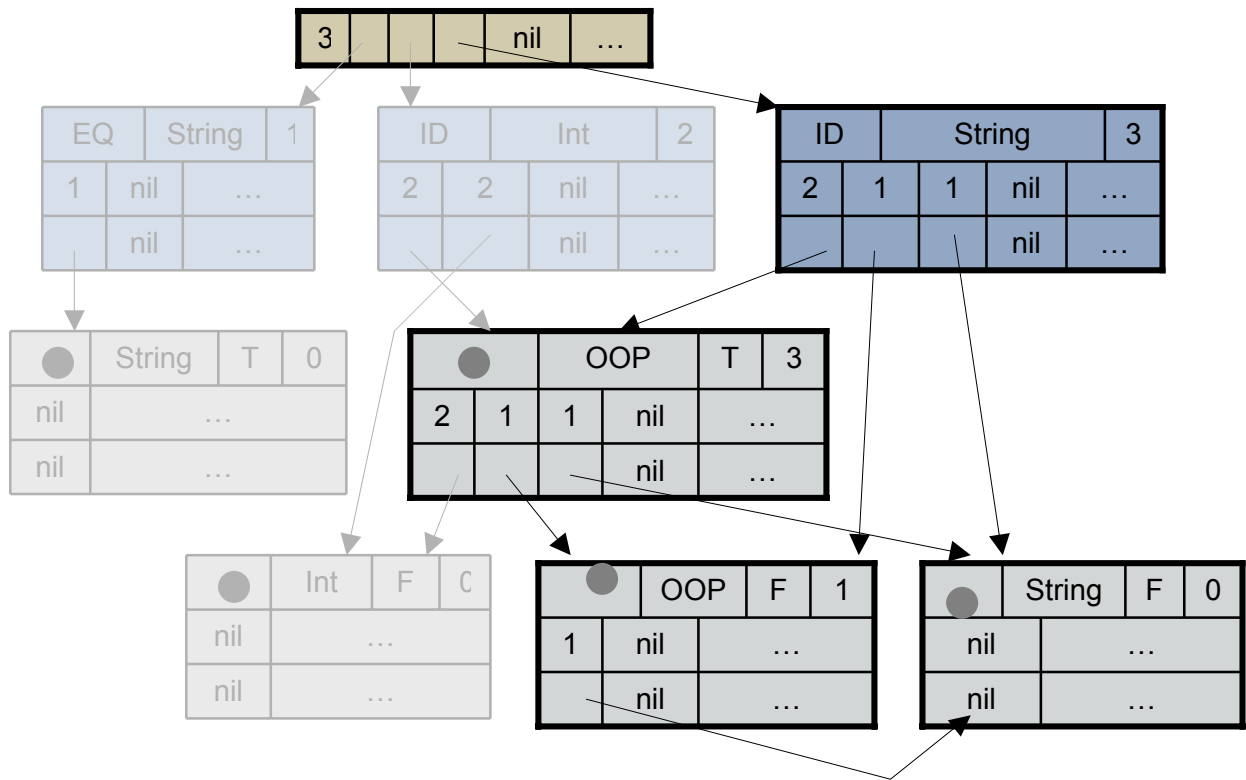 3 nil …
EQ String 1
1 nil …
nil …
ID Int 2
2 2 nil …
nil …
ID String 3
2 1 1 nil …
nil …
String T 0
nil …
nil …
OOP T 3
2 1 1 nil …
nil …
Int F 0
nil …
nil …
OOP F 1
1 nil …
nil …
String F 0
nil …
nil …